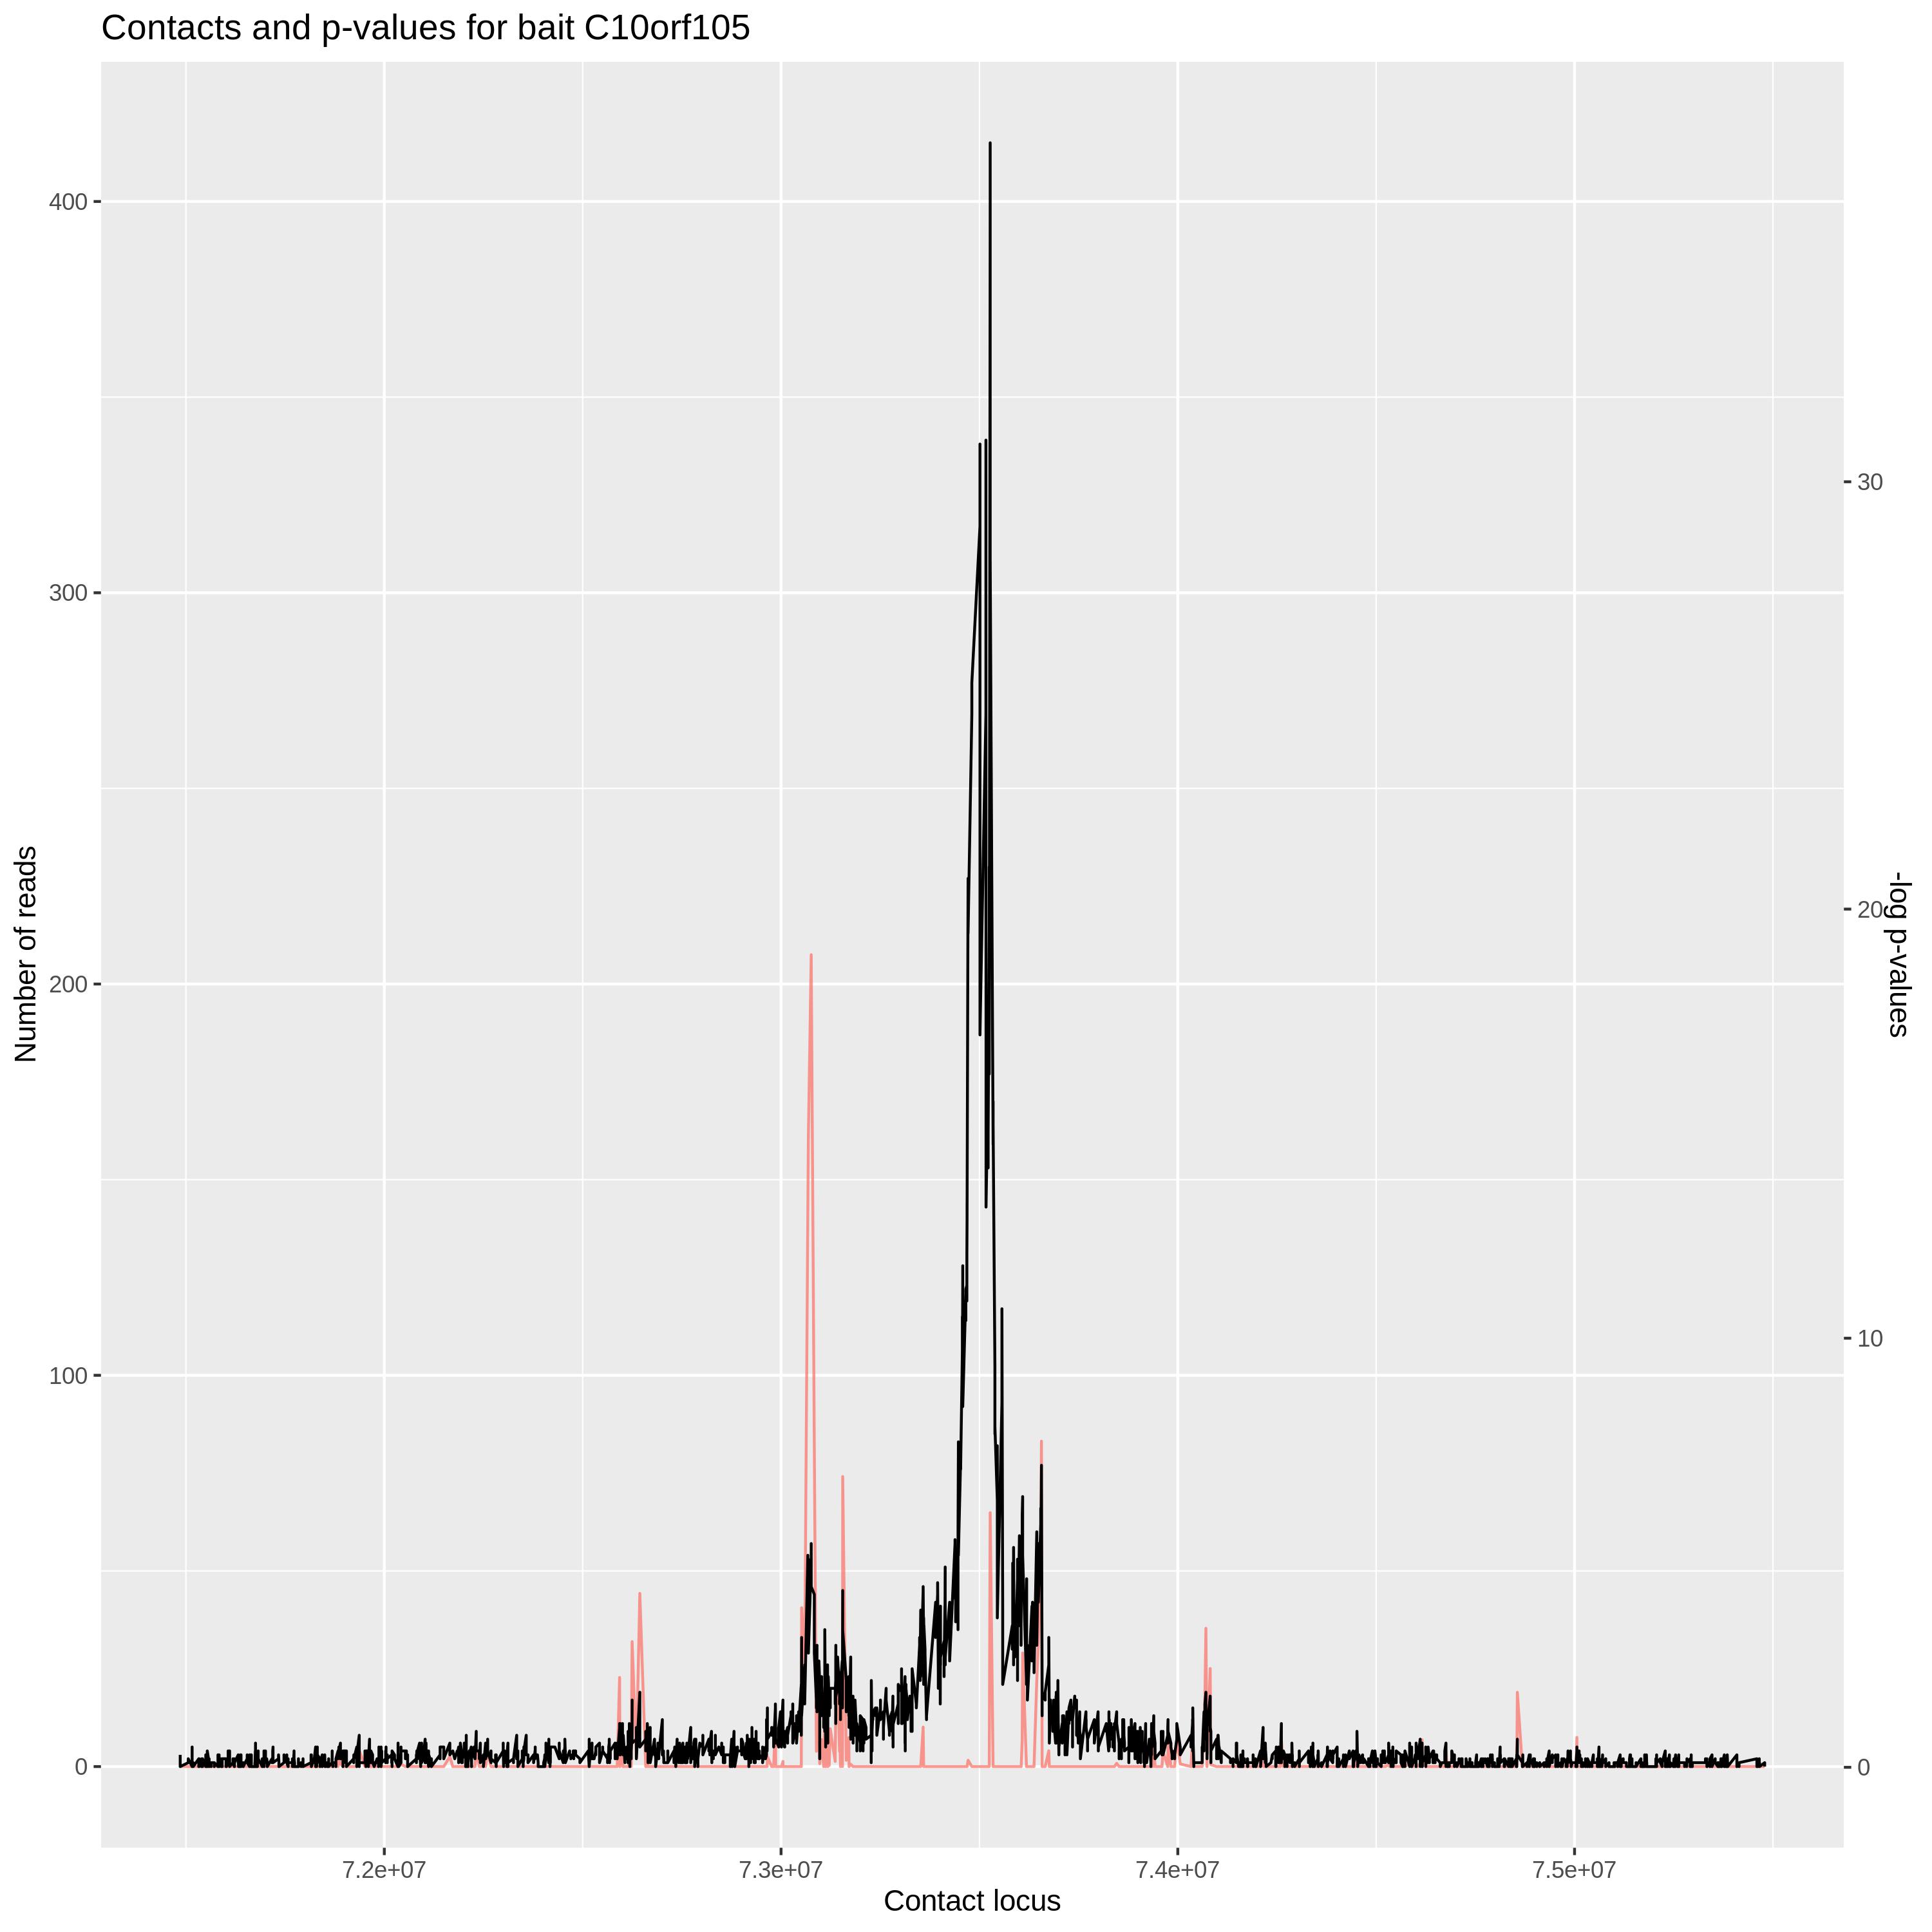 Contacts and p-values for bait C10orf105
Number of reads
400
300
200
100
0
30
20
10
0
-log p-values
7.2e+07
7.3e+07
7.4e+07
7.5e+07
Contact locus